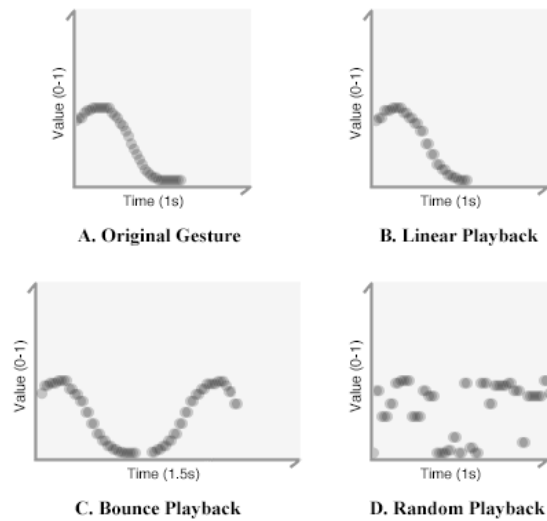 Value (0-1)
Time (1s)
A. Original Gesture
Value (0-1)
Time (1s)
B. Linear Playback
Value (0-1)
Time (1.5s)
C. Bounce Playback
Value (0-1)
Time (1s)
D. Random Playback